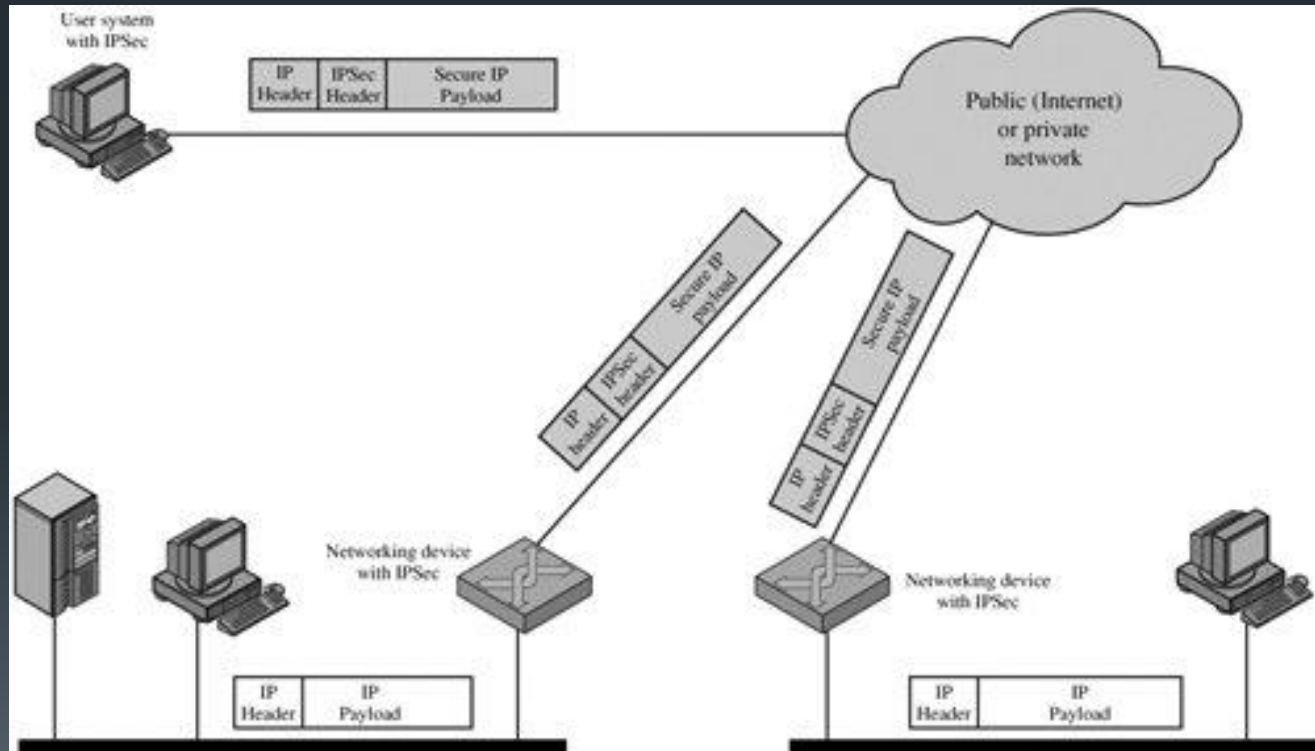 User system
with IPSec
IP
Header
IPSec
Header
Secure IP
Payload
Public (Internet)
or private
network
IP
header
IPSec
header
Secure IP
payload
IP
header
IPSec
header
Secure IP
payload
Networking device
with IPSec
Networking device
with IPSec
IP
Header
IP
Payload
IP
Header
IP
Payload